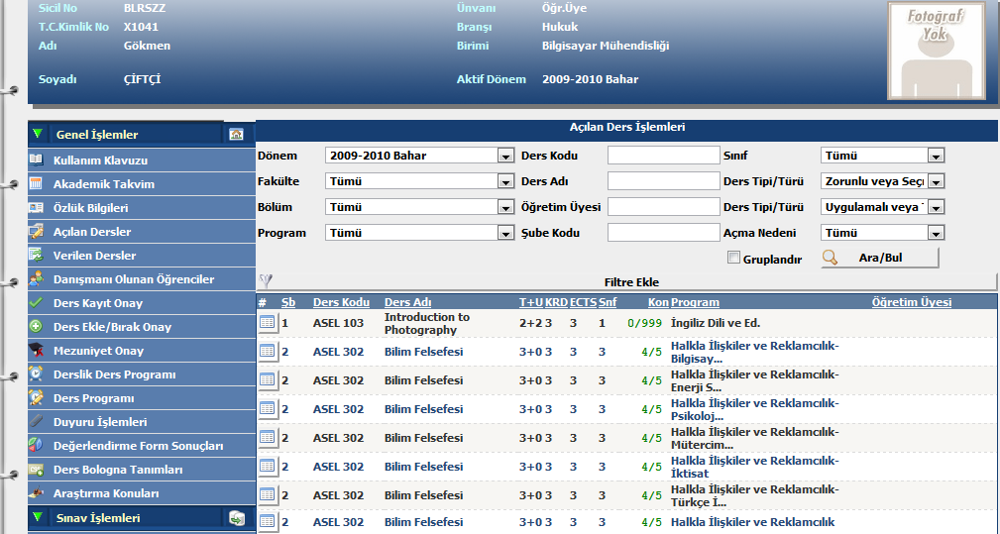 Sicil No BLRSZZ Ünvanı Öğr.Üye
T.C.Kimlik No X1041 Branşı Hukuk
Adı Gökmen Birimi Bilgisayar Mühendisliği
Soyadı ÇİFTÇİ Aktif Dönem 2009-2010 Bahar
Fotoğraf
Yok
Genel İşlemler
Kullanım Klavuzu
Akademik Takvim
Özlük Bilgileri
Açılan Dersler
Verilen Dersler
Danışmanı Olunan Öğrenciler
Ders Kayıt Onay
Ders Ekle/Bırak Onay
Mezuniyet Onay
Derslik Ders Programı
Ders Programı
Duyuru İşlemleri
Değerlendirme Form Sonuçları
Ders Bologna Tanımları
Araştırma Konuları
Sınav İşlemleri
Açılan Ders İşlemleri
Dönem 2009-2010 Bahar Ders Kodu Sınıf Tümü
Fakülte Tümü Ders Adı Ders Tipi/Türü Zorunlu veya Seç
Bölüm Tümü Öğretim Üyesi Ders Tipi/Türü Uygulamalı veya
Program Tümü Şube Kodu Açma Nedeni Tümü
Gruplandır Ara/Bul
Filtre Ekle
# Sb Ders Kodu Ders Adı T+U KRD ECTS Snf Kon Program Öğretim Üyesi
1 ASEL 103 Introduction to Photography 2+2 3 3 1 0/999 İngiliz Dili ve Ed.
2 ASEL 302 Bilim Felsefesi 3+0 3 3 3 4/5 Halkla İlişkiler ve Reklamcılık-
Bilgisay...
2 ASEL 302 Bilim Felsefesi 3+0 3 3 3 4/5 Halkla İlişkiler ve Reklamcılık-
Enerji S...
2 ASEL 302 Bilim Felsefesi 3+0 3 3 3 4/5 Halkla İlişkiler ve Reklamcılık-
Psikoloj...
2 ASEL 302 Bilim Felsefesi 3+0 3 3 3 4/5 Halkla İlişkiler ve Reklamcılık-
Mütercim...
2 ASEL 302 Bilim Felsefesi 3+0 3 3 3 4/5 Halkla İlişkiler ve Reklamcılık-
İktisat
2 ASEL 302 Bilim Felsefesi 3+0 3 3 3 4/5 Halkla İlişkiler ve Reklamcılık-
Türkçe İ...
2 ASEL 302 Bilim Felsefesi 3+0 3 3 3 4/5 Halkla İlişkiler ve Reklamcılık